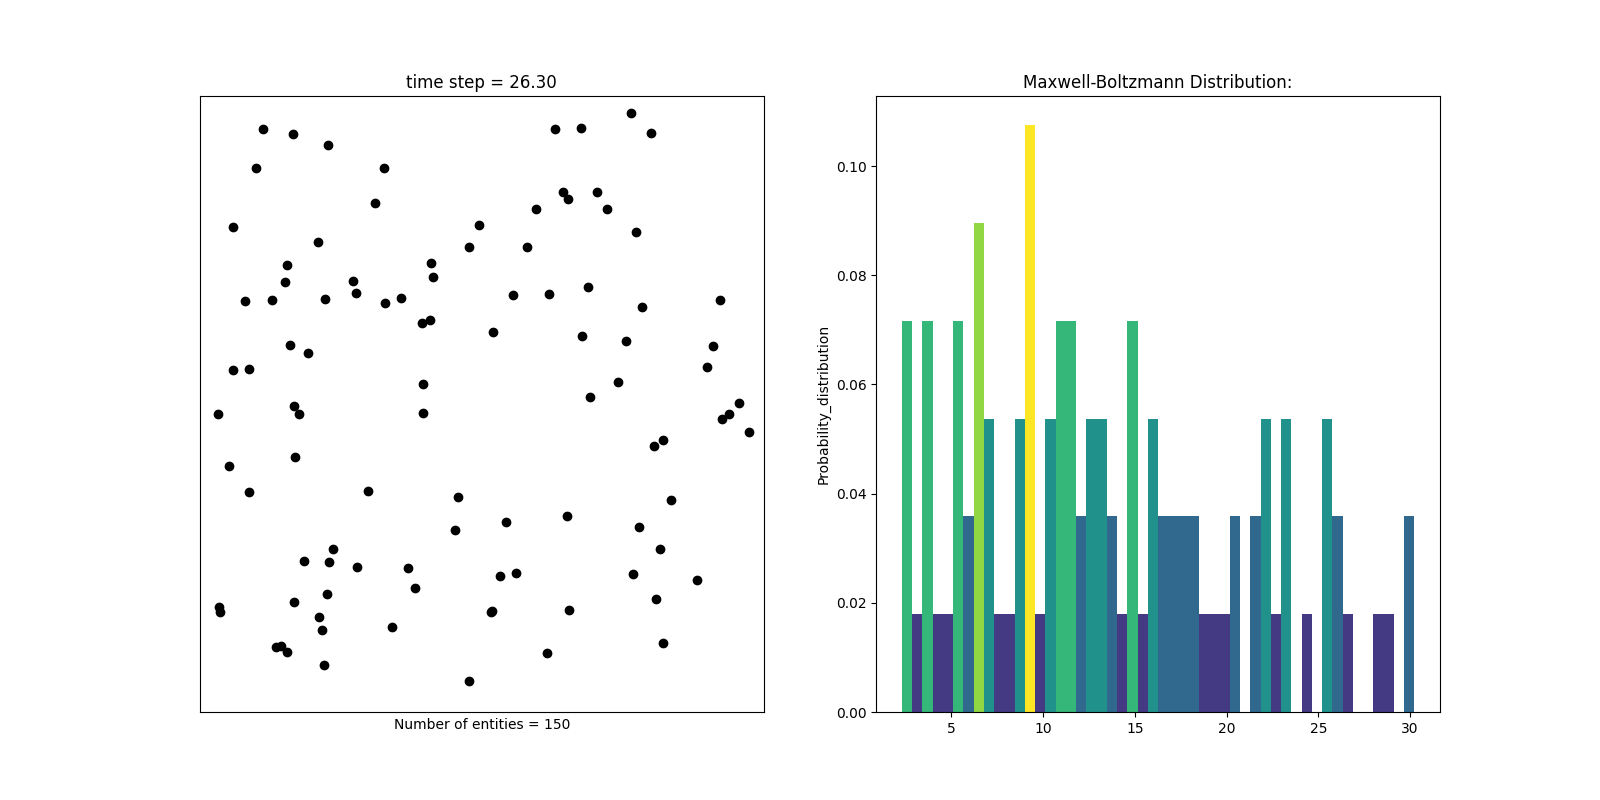 time step = 26.30
Number of entities = 150
Maxwell-Boltzmann Distribution:
Probability_distribution
0.10
0.08
0.06
0.04
0.02
0.00
5 10 15 20 25 30